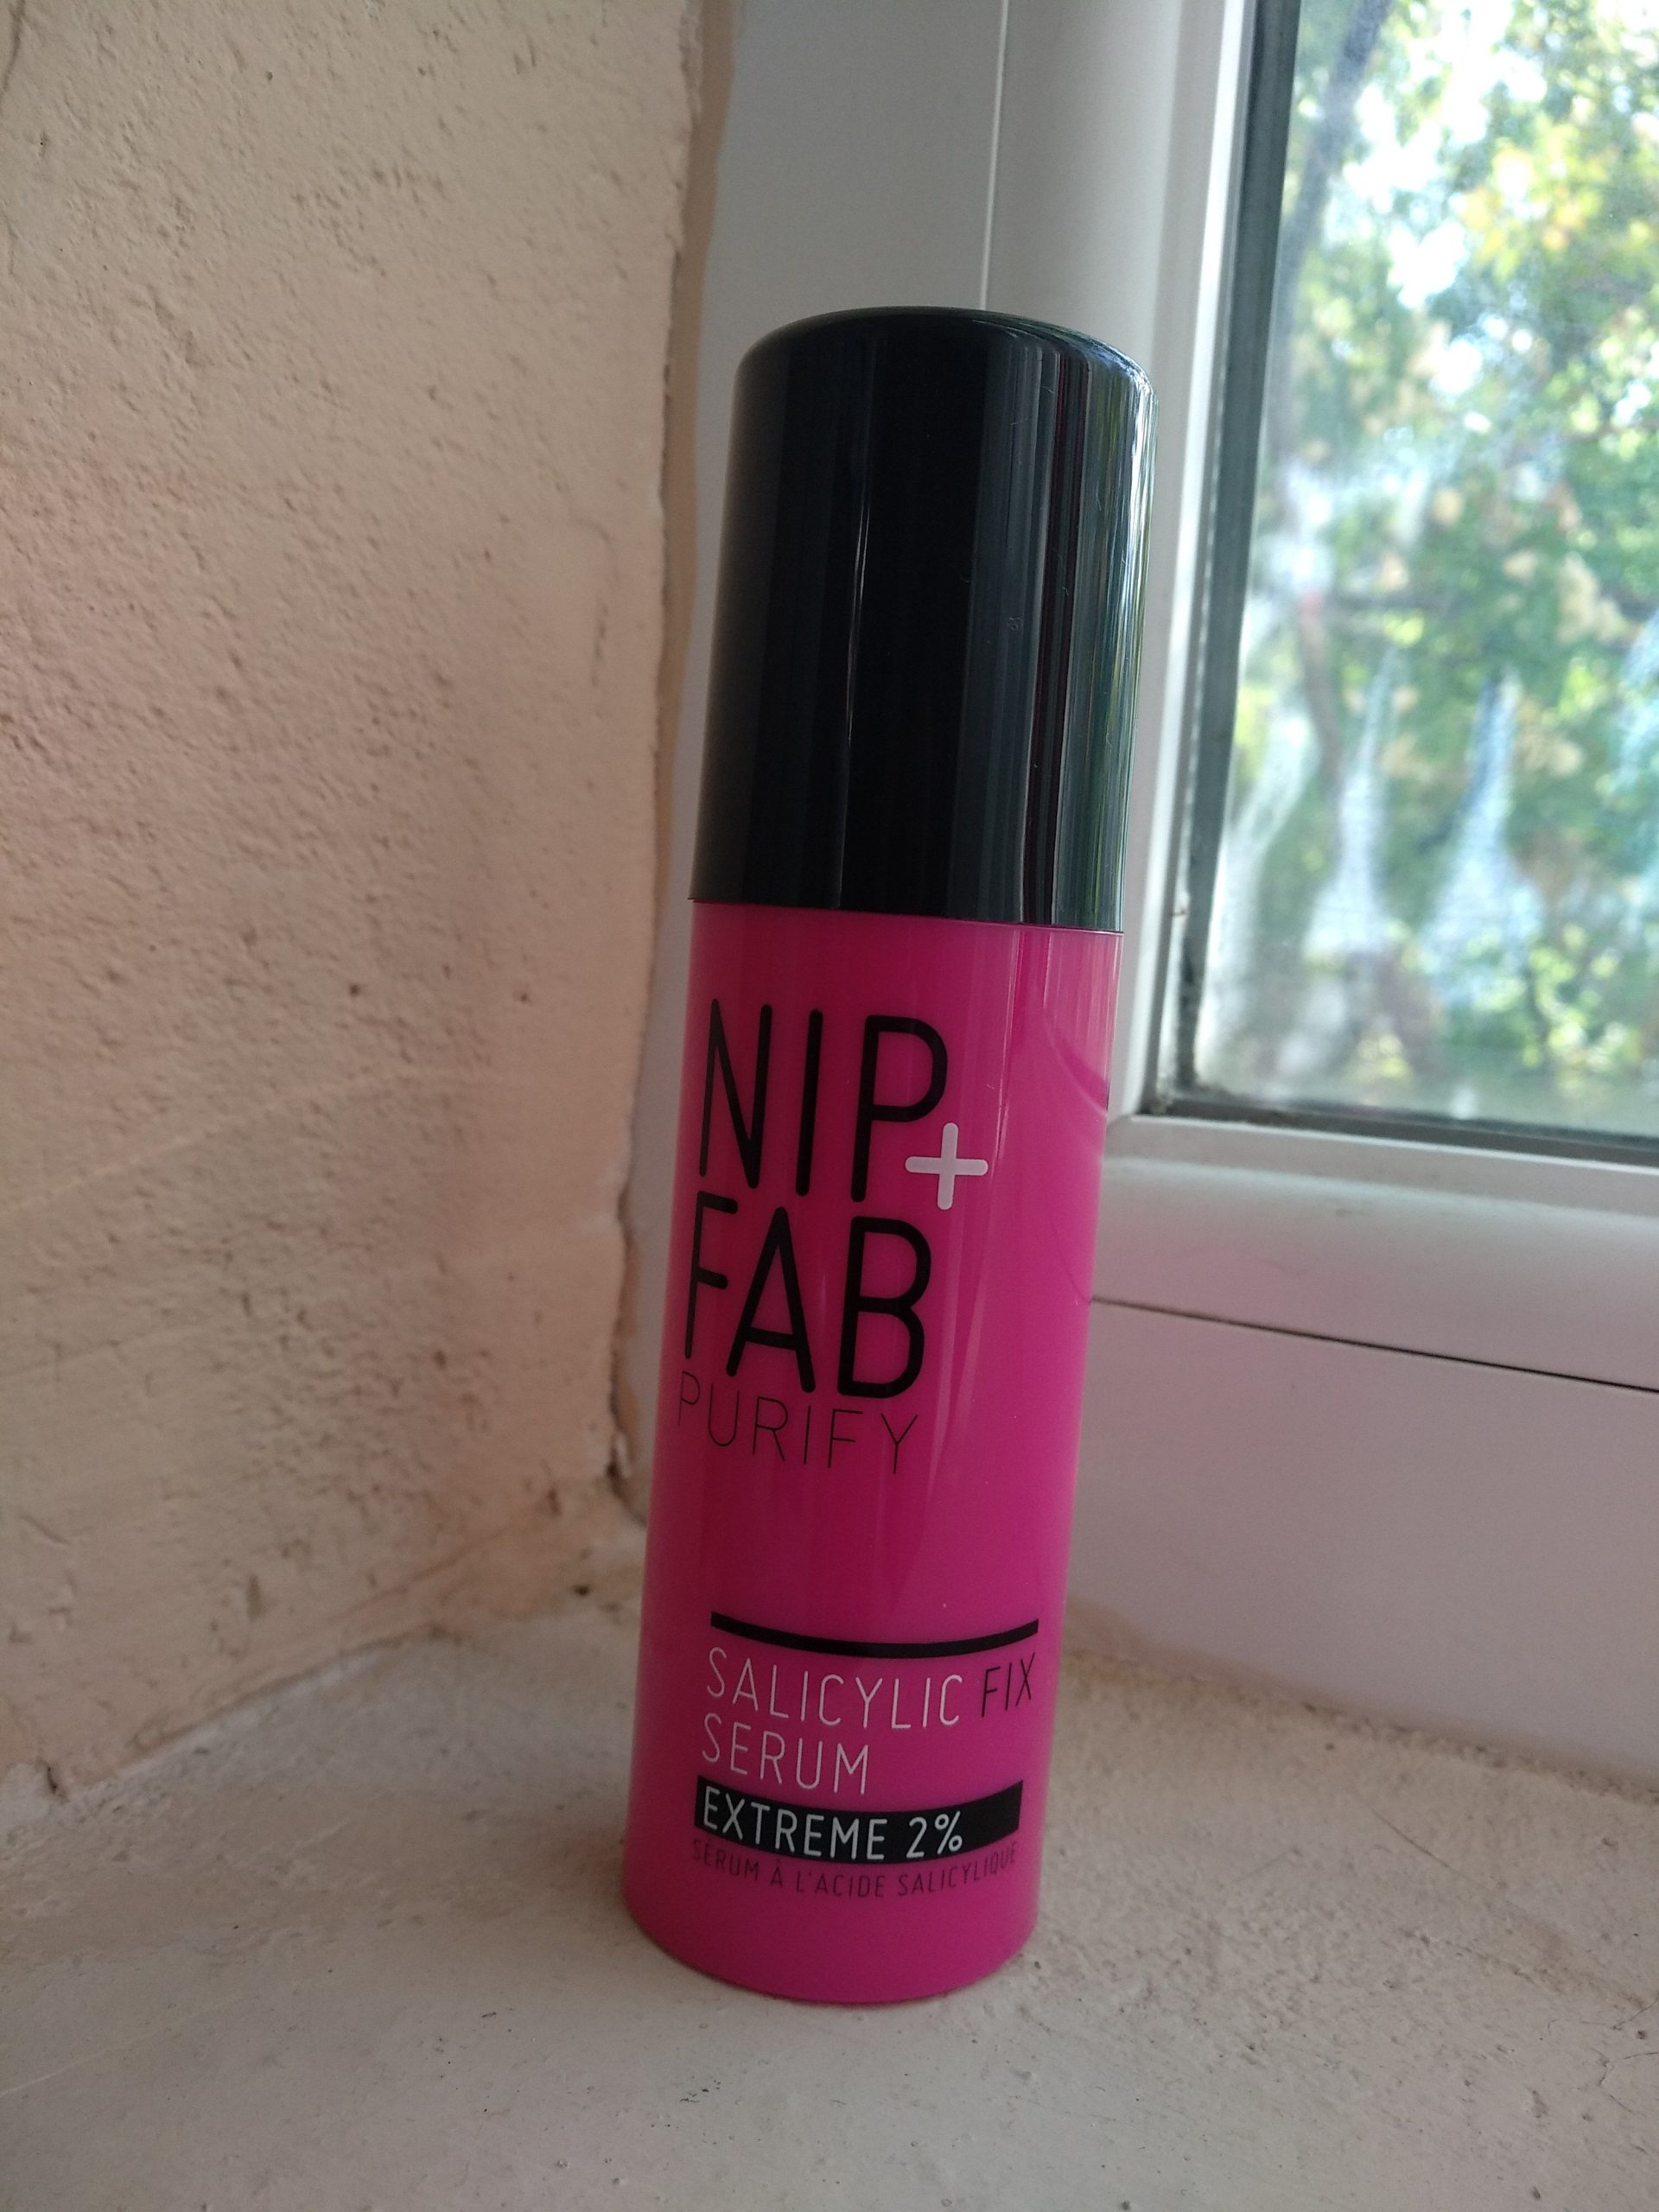 NIP+
FAB
PURIFY
SALICYLIC FIX
SERUM
EXTREME 2%
SÉRUM À L'ACIDE SALICYLIQUE